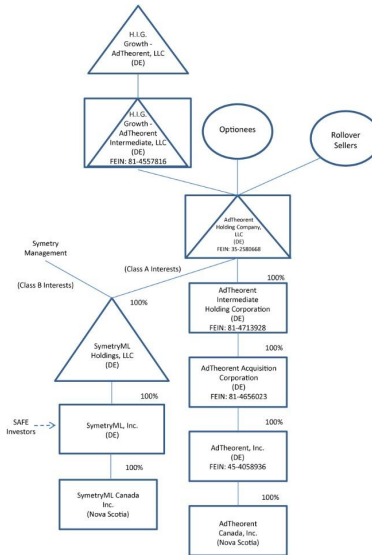 H.I.G.
Growth -
AdTheorent, LLC
(DE)
H.I.G.
Growth -
AdTheorent
Intermediate, LLC
(DE)
FEIN: 81-4557816
Optionees
Rollover
Sellers
AdTheorent
Holding Company,
LLC
(DE)
FEIN: 35-2580668
Symetry
Management
(Class A Interests)
(Class B Interests)
100%
100%
AdTheorent
Intermediate
Holding Corporation
(DE)
FEIN: 81-4713928
SymetryML
Holdings, LLC
(DE)
100%
AdTheorent Acquisition
Corporation
(DE)
FEIN: 81-4656023
100%
SAFE
Investors
SymetryML, Inc.
(DE)
100%
AdTheorent, Inc.
(DE)
FEIN: 45-4058936
100%
100%
SymetryML Canada
Inc.
(Nova Scotia)
AdTheorent
Canada, Inc.
(Nova Scotia)